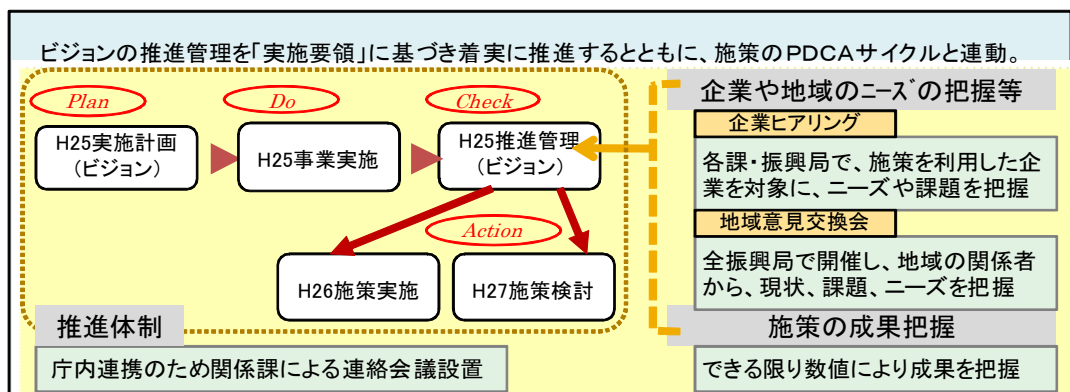 ビジョンの推進管理を「実施要領」に基づき着実に推進するとともに、施策のPDCAサイクルと連動。
Plan
Do
Check
H25実施計画
(ビジョン)
H25事業実施
H25推進管理
(ビジョン)
Action
H26施策実施
H27施策検討
推進体制
庁内連携のため関係課による連絡会議設置
企業や地域のニーズの把握等
企業ヒアリング
各課・振興局で、施策を利用した企
業を対象に、ニーズや課題を把握
地域意見交換会
全振興局で開催し、地域の関係者
から、現状、課題、ニーズを把握
施策の成果把握
できる限り数値により成果を把握